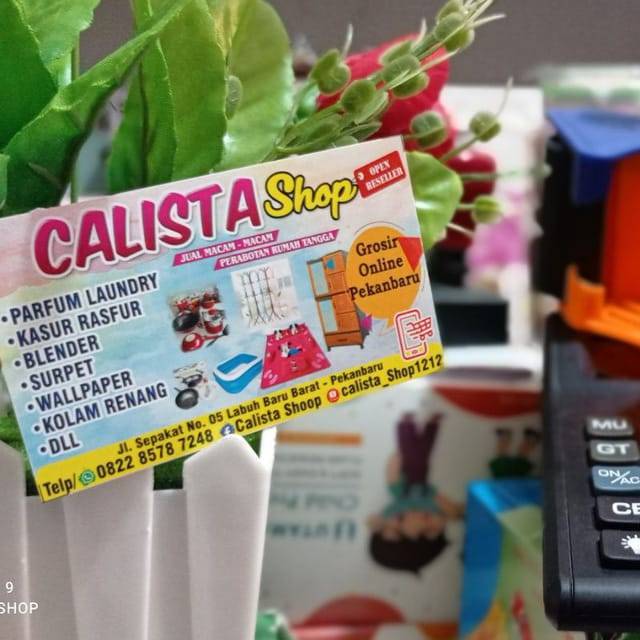 CALISTA Shop
OPEN
RESELLER
JUAL MACAM - MACAM
PERABOTAN RUMAH TANGGA
Grosir
Online
Pekanbaru
•PARFUM LAUNDRY
•KASUR RASFUR
•BLENDER
•SURPET
•WALLPAPER
•KOLAM RENANG
•DLL
Jl. Sepakat No. 05 Labuh Baru Barat - Pekanbaru
Telp/ 0822 8578 7248 Calista Shoop calista_Shop1212
MU
GT
ON/AC
CE
9
SHOP